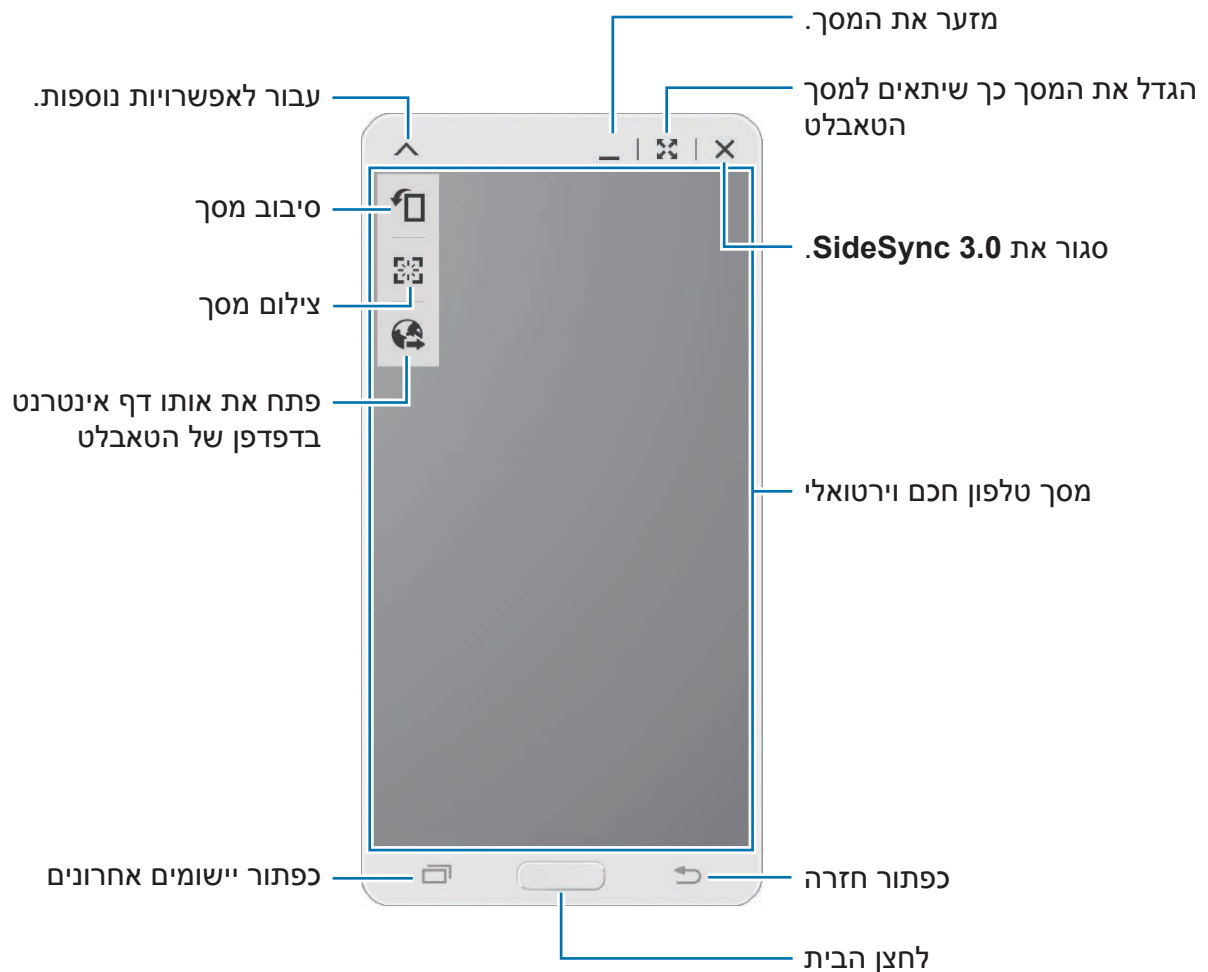 מזער את המסך.
הגדל את המסך כך שיתאים למסך
הטאבלט
עבור לאפשרויות נוספות.
סיבוב מסך
סגור את SideSync 3.0.
צילום מסך
פתח את אותו דף אינטרנט
בדפדפן של הטאבלט
מסך טלפון חכם וירטואלי
כפתור חזרה
כפתור יישומים אחרונים
לחצן הבית